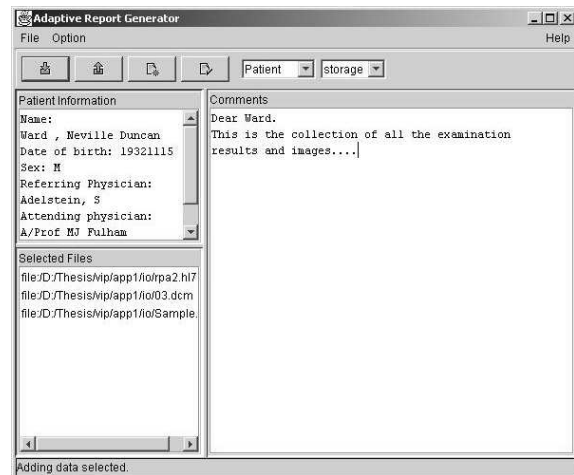 Adaptive Report Generator
File Option Help
Patient storage
Patient Information
Name:
Ward , Neville Duncan
Date of birth: 19321115
Sex: M
Referring Physician:
Adelstein, S
Attending physician:
A/Prof MJ Fulham
Selected Files
file:/D:/Thesis/vip/app1/io/rpa2.hl7
file:/D:/Thesis/vip/app1/io/03.dcm
file:/D:/Thesis/vip/app1/io/Sample.
Comments
Dear Ward.
This is the collection of all the examination
results and images....
Adding data selected.